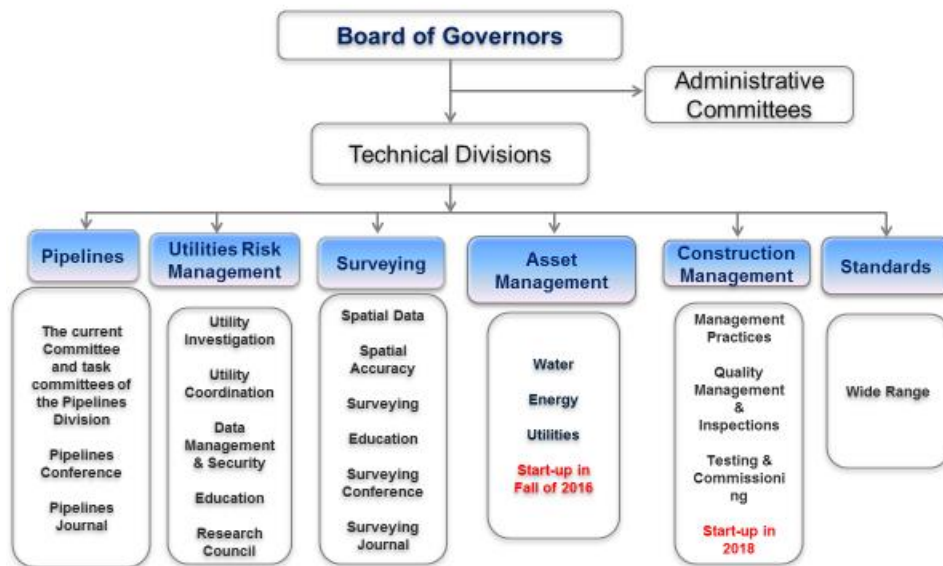 Board of Governors
Administrative
Committees
Technical Divisions
Pipelines
The current
Committee
and task
committees of
the Pipelines
Division
Pipelines
Conference
Pipelines
Journal
Utilities Risk
Management
Utility
Investigation
Utility
Coordination
Data
Management
& Security
Education
Research
Council
Surveying
Spatial Data
Spatial
Accuracy
Surveying
Education
Surveying
Conference
Surveying
Journal
Asset
Management
Water
Energy
Utilities
Start-up in
Fall of 2016
Construction
Management
Management
Practices
Quality
Management
&
Inspections
Testing &
Commissioni
ng
Start-up in
2018
Standards
Wide Range